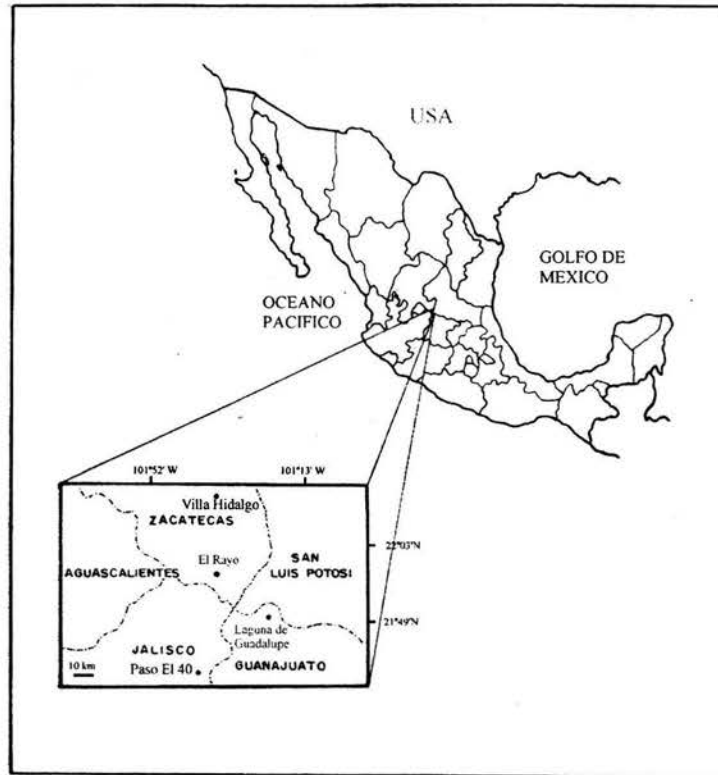 USA
GOLFO DE
MEXICO
OCEANO
PACIFICO
101°52' W
101°13' W
Villa Hidalgo
ZACATECAS
22°03'N
El Rayo
SAN
LUIS POTOSI
AGUASCALIENTES
21°49'N
Laguna de
Guadalupe
JALISCO
GUANAJUATO
10 km
Paso El 40